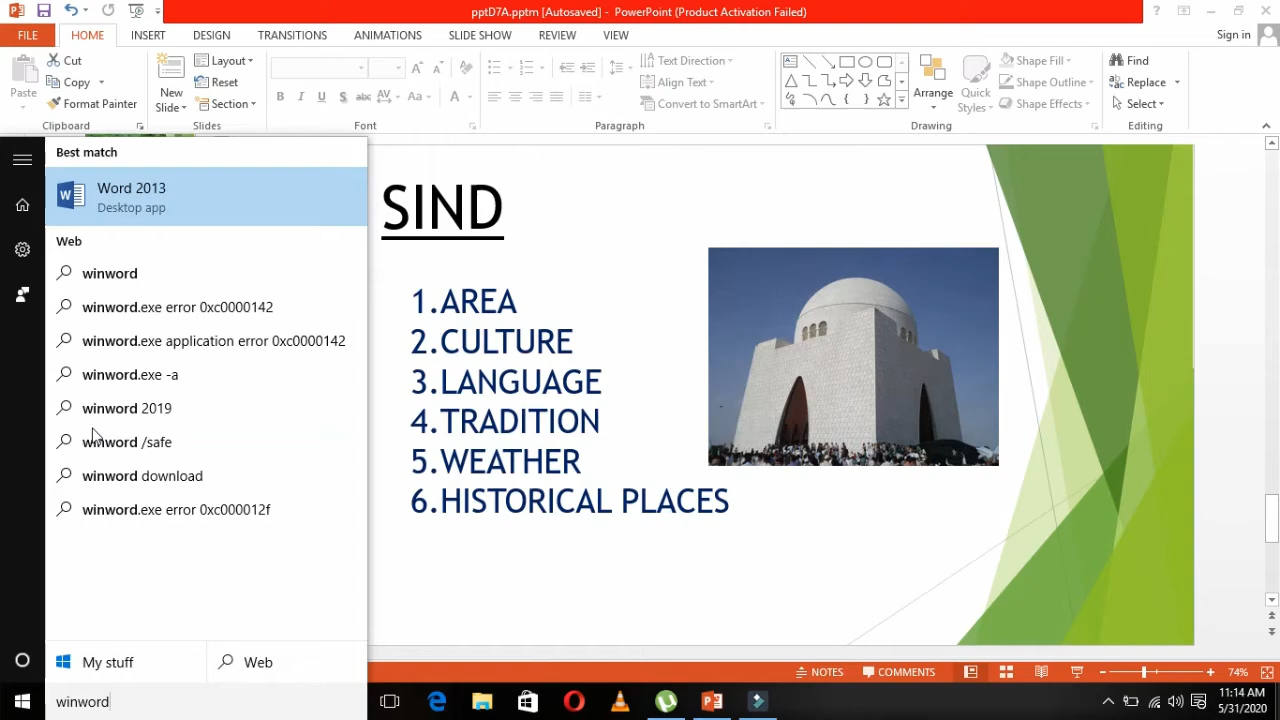 pptD7A.pptm [Autosaved] - PowerPoint (Product Activation Failed)
FILE HOME INSERT DESIGN TRANSITIONS ANIMATIONS SLIDE SHOW REVIEW VIEW Sign in
Paste
Cut
Copy
Format Painter
Clipboard
New
Slide
Layout
Reset
Section
Slides
B I U S abc AV Aa A
Font
Text Direction
Align Text
Convert to SmartArt
Paragraph
Arrange
Quick
Styles
Shape Fill
Shape Outline
Shape Effects
Drawing
Find
Replace
Select
Editing
Best match
Word 2013
Desktop app
Web
winword
winword.exe error 0xc0000142
winword.exe application error 0xc0000142
winword.exe -a
winword 2019
winword /safe
winword download
winword.exe error 0xc000012f
My stuff
Web
winword
SIND
1.AREA
2.CULTURE
3.LANGUAGE
4.TRADITION
5.WEATHER
6.HISTORICAL PLACES
NOTES COMMENTS 74%
11:14 AM
5/31/2020